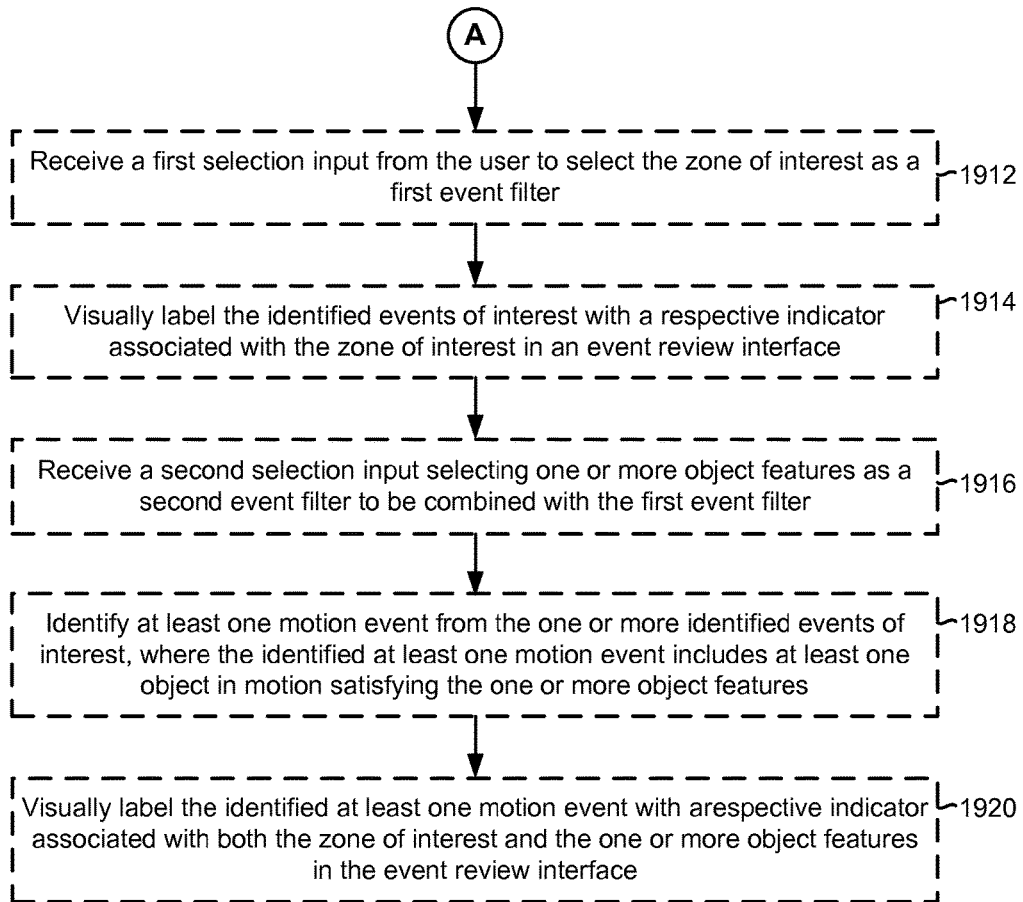 A
Receive a first selection input from the user to select the zone of interest as a
first event filter
1912
Visually label the identified events of interest with a respective indicator
associated with the zone of interest in an event review interface
1914
Receive a second selection input selecting one or more object features as a
second event filter to be combined with the first event filter
1916
Identify at least one motion event from the one or more identified events of
interest, where the identified at least one motion event includes at least one
object in motion satisfying the one or more object features
1918
Visually label the identified at least one motion event with arespective indicator
associated with both the zone of interest and the one or more object features
in the event review interface
1920